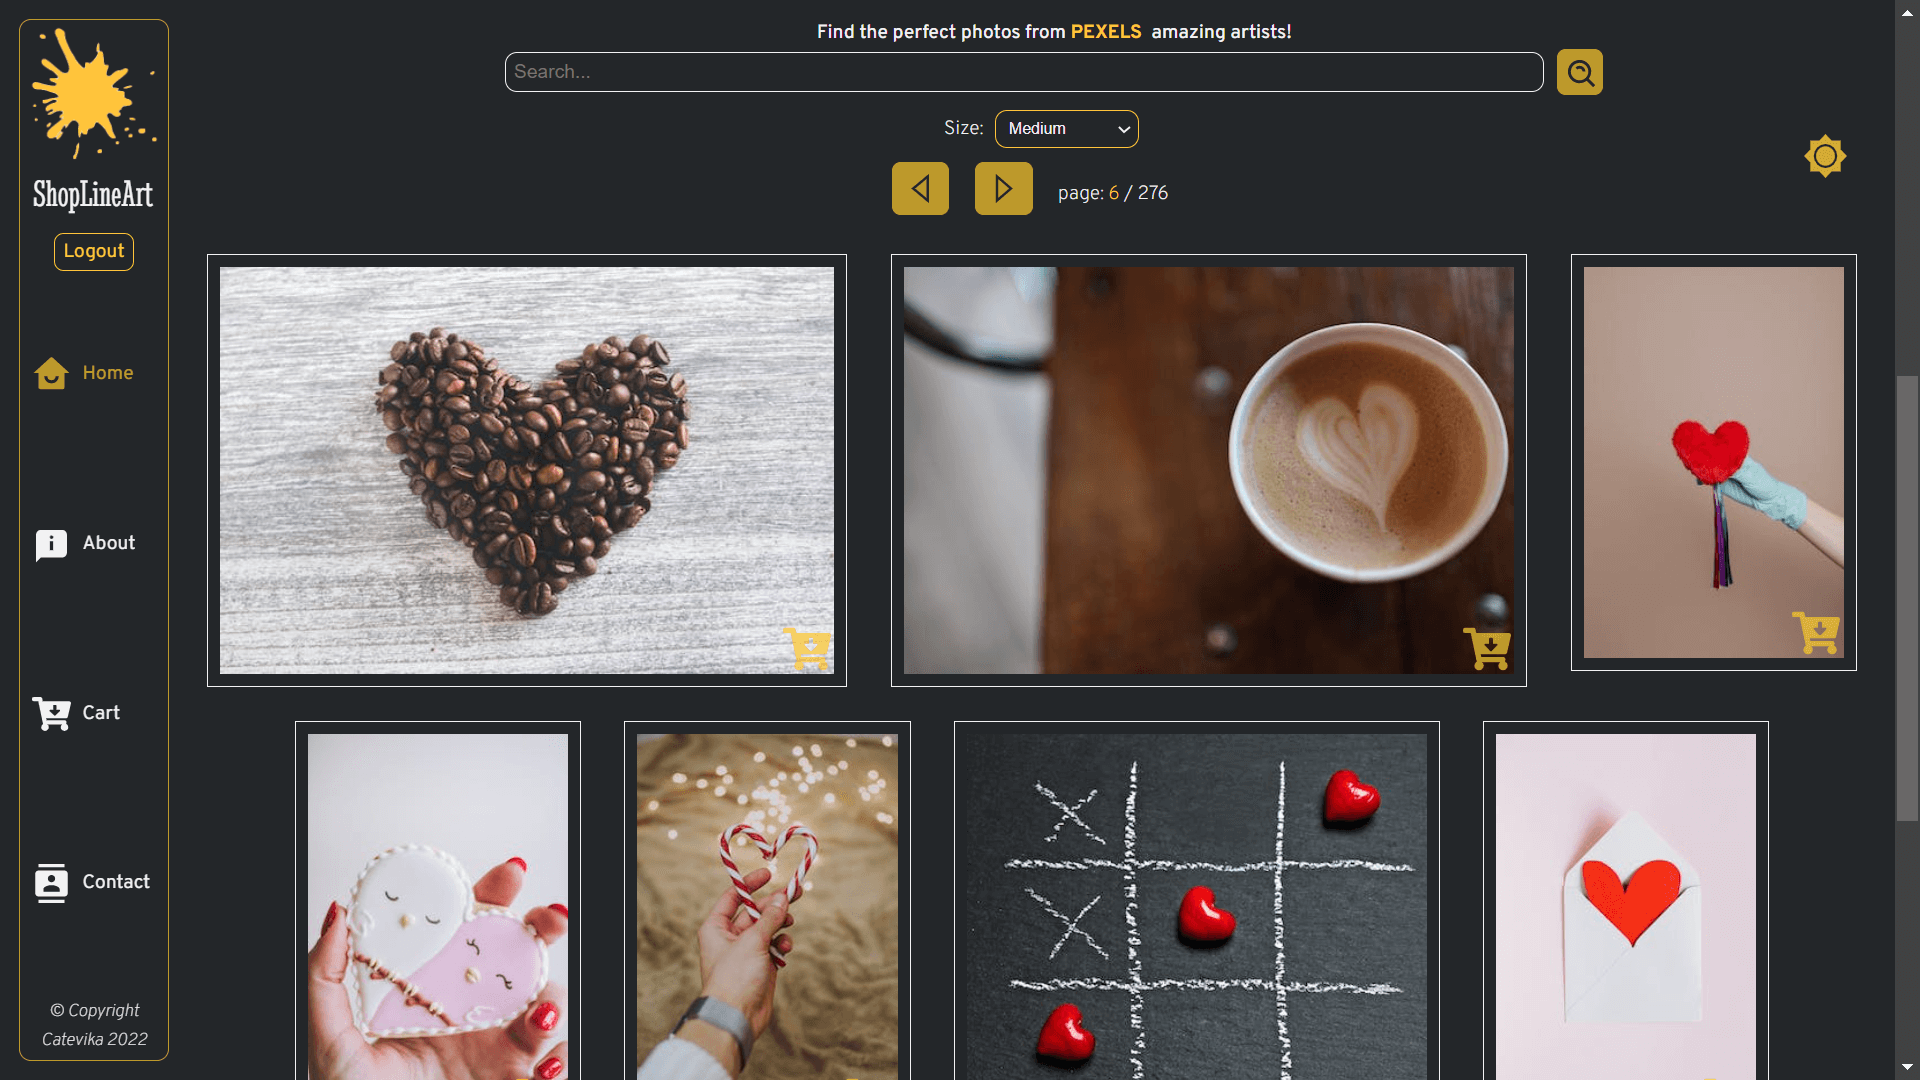 Find the perfect photos from PEXELS amazing artists!
Search...
Size: Medium
page: 6 / 276
ShopLineArt
Logout
Home
About
Cart
Contact
© Copyright
Catevika 2022